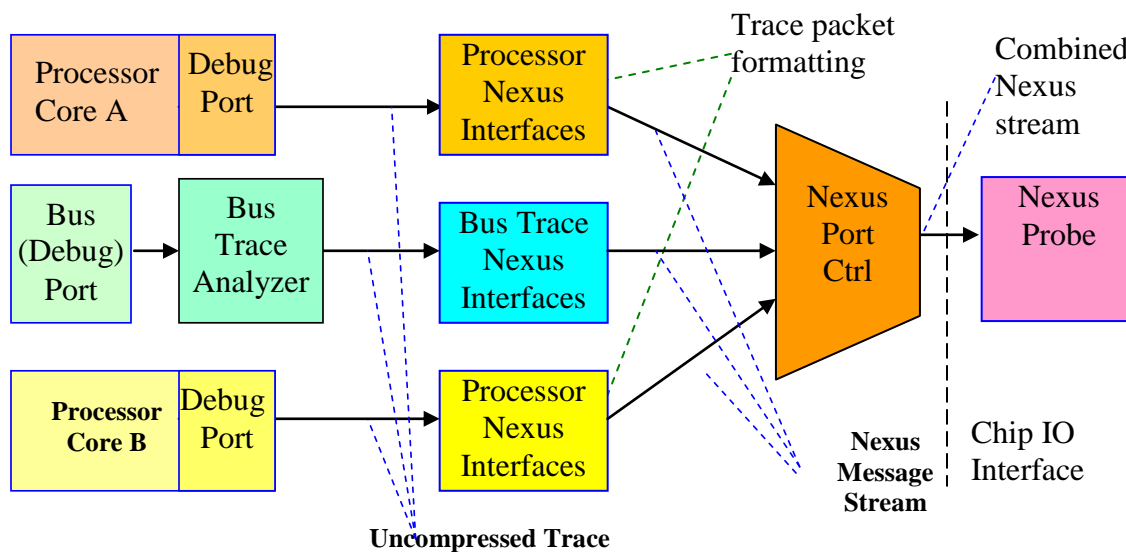 Processor
Core A
Debug
Port
Processor
Nexus
Interfaces
Trace packet
formatting
Combined
Nexus
stream
Bus
(Debug)
Port
Bus
Trace
Analyzer
Bus Trace
Nexus
Interfaces
Nexus
Port
Ctrl
Nexus
Probe
Processor
Core B
Debug
Port
Processor
Nexus
Interfaces
Nexus
Message
Stream
Chip IO
Interface
Uncompressed Trace